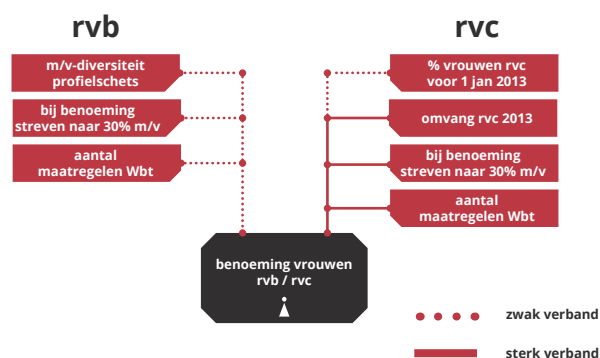 rvb
rvc
m/v-diversiteit
profielschets
bij benoeming
streven naar 30% m/v
aantal
maatregelen Wbt
% vrouwen rvc
voor 1 jan 2013
omvang rvc 2013
bij benoeming
streven naar 30% m/v
aantal
maatregelen Wbt
benoeming vrouwen
rvb / rvc
zwak verband
sterk verband